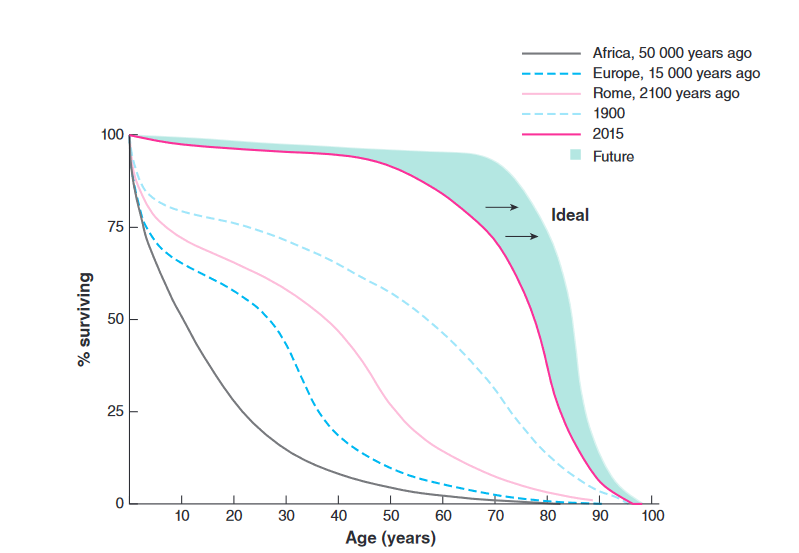 Africa, 50 000 years ago
Europe, 15 000 years ago
Rome, 2100 years ago
1900
2015
Future
100
75
50
25
0
% surviving
Ideal
10 20 30 40 50 60 70 80 90 100
Age (years)